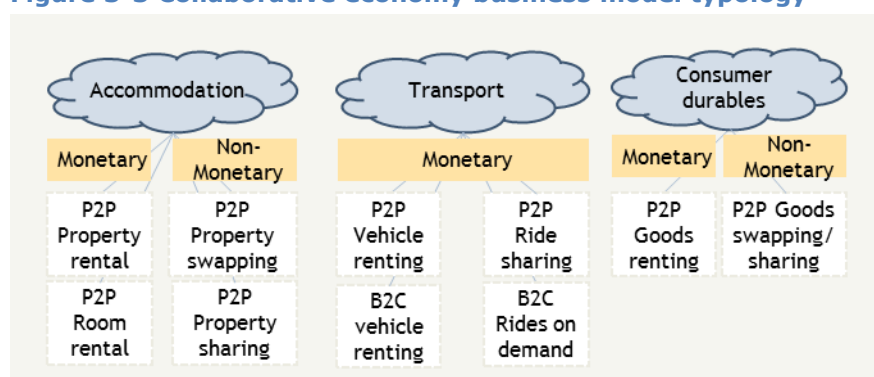 Figure 3-3 Collaborative economy business model typology
Accommodation
Transport
Consumer
durables
Monetary
Non-
Monetary
Monetary
Monetary
Non-
Monetary
P2P
Property
rental
P2P
Property
swapping
P2P
Vehicle
renting
P2P
Ride
sharing
P2P
Goods
renting
P2P Goods
swapping/
sharing
P2P
Room
rental
P2P
Property
sharing
B2C
vehicle
renting
B2C
Rides on
demand